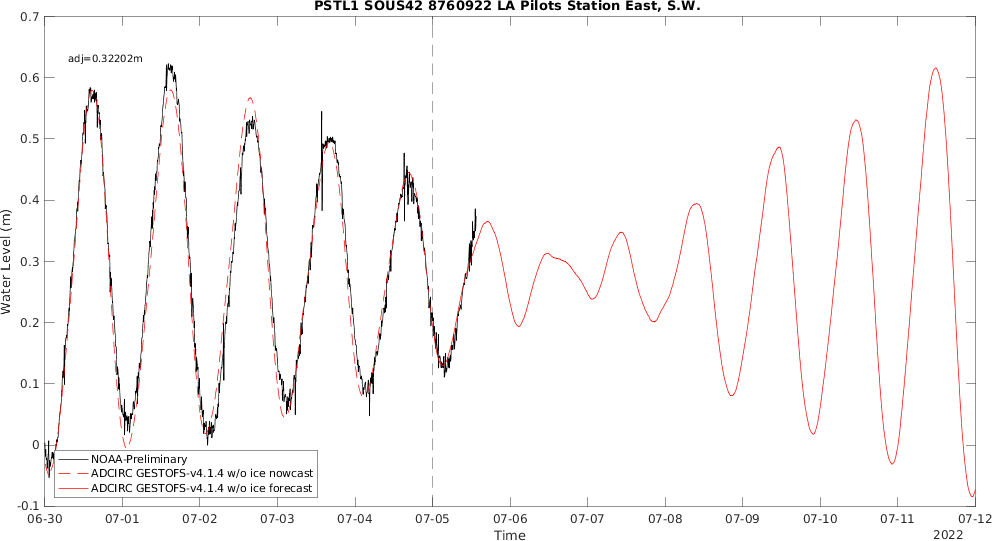 PSTL1 SOUS42 8760922 LA Pilots Station East, S.W.
adj=0.32202m
Water Level (m)
0.7
0.6
0.5
0.4
0.3
0.2
0.1
0
-0.1
NOAA-Preliminary
ADCIRC GESTOFS-v4.1.4 w/o ice nowcast
ADCIRC GESTOFS-v4.1.4 w/o ice forecast
06-30 07-01 07-02 07-03 07-04 07-05 07-06 07-07 07-08 07-09 07-10 07-11 07-12
Time
2022